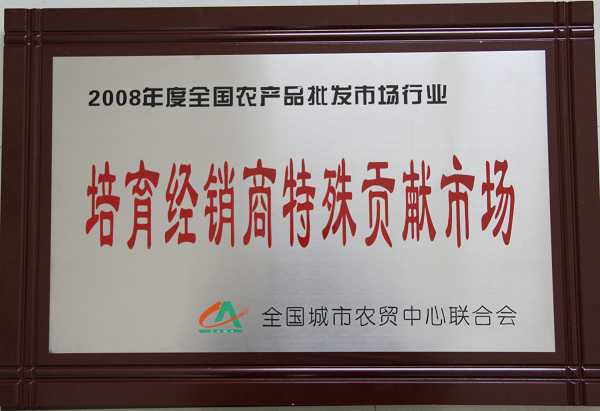 2008年度全国农产品批发市场行业
培育经销商特殊贡献市场
全国城市农贸中心联合会